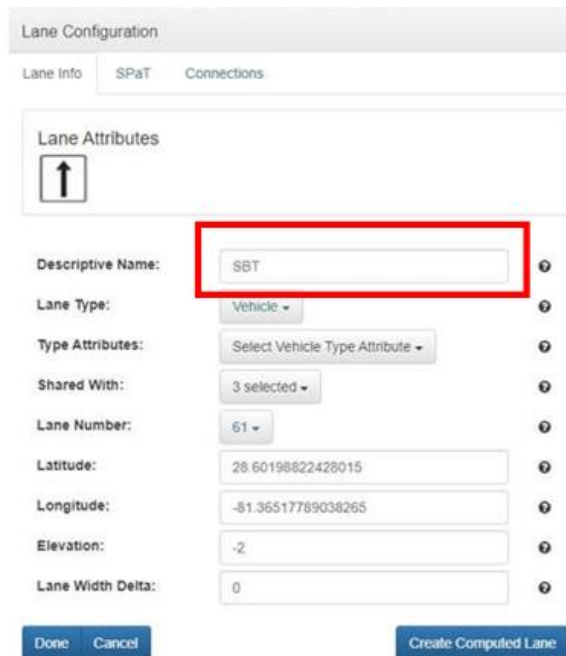 Lane Configuration
Lane Info SPaT Connections
Lane Attributes
Descriptive Name: SBT
Lane Type: Vehicle
Type Attributes: Select Vehicle Type Attribute
Shared With: 3 selected
Lane Number: 61
Latitude: 28.60198822428015
Longitude: -81.36517789038265
Elevation: -2
Lane Width Delta: 0
Done Cancel Create Computed Lane